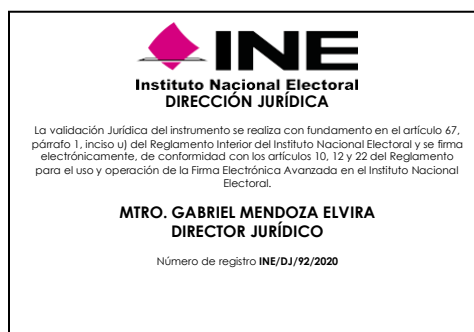 INE
Instituto Nacional Electoral
DIRECCIÓN JURÍDICA
La validación Jurídica del instrumento se realiza con fundamento en el artículo 67,
párrafo 1, inciso u) del Reglamento Interior del Instituto Nacional Electoral y se firma
electrónicamente, de conformidad con los artículos 10, 12 y 22 del Reglamento
para el uso y operación de la Firma Electrónica Avanzada en el Instituto Nacional
Electoral.
MTRO. GABRIEL MENDOZA ELVIRA
DIRECTOR JURÍDICO
Número de registro INE/DJ/92/2020